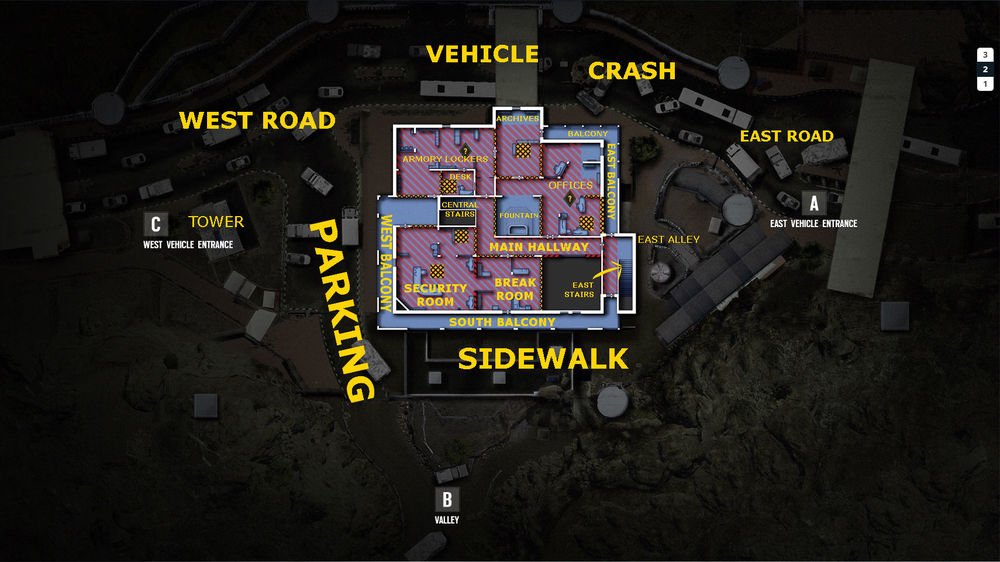 VEHICLE
CRASH
3
2
1
WEST ROAD
EAST ROAD
ARCHIVES
BALCONY
ARMORY LOCKERS
?
DESK
OFFICES
?
EAST BALCONY
CENTRAL
STAIRS
FOUNTAIN
A
EAST VEHICLE ENTRANCE
C
WEST VEHICLE ENTRANCE
TOWER
WEST BALCONY
MAIN HALLWAY
EAST ALLEY
PARKING
SECURITY
ROOM
BREAK
ROOM
EAST
STAIRS
SOUTH BALCONY
SIDEWALK
B
VALLEY